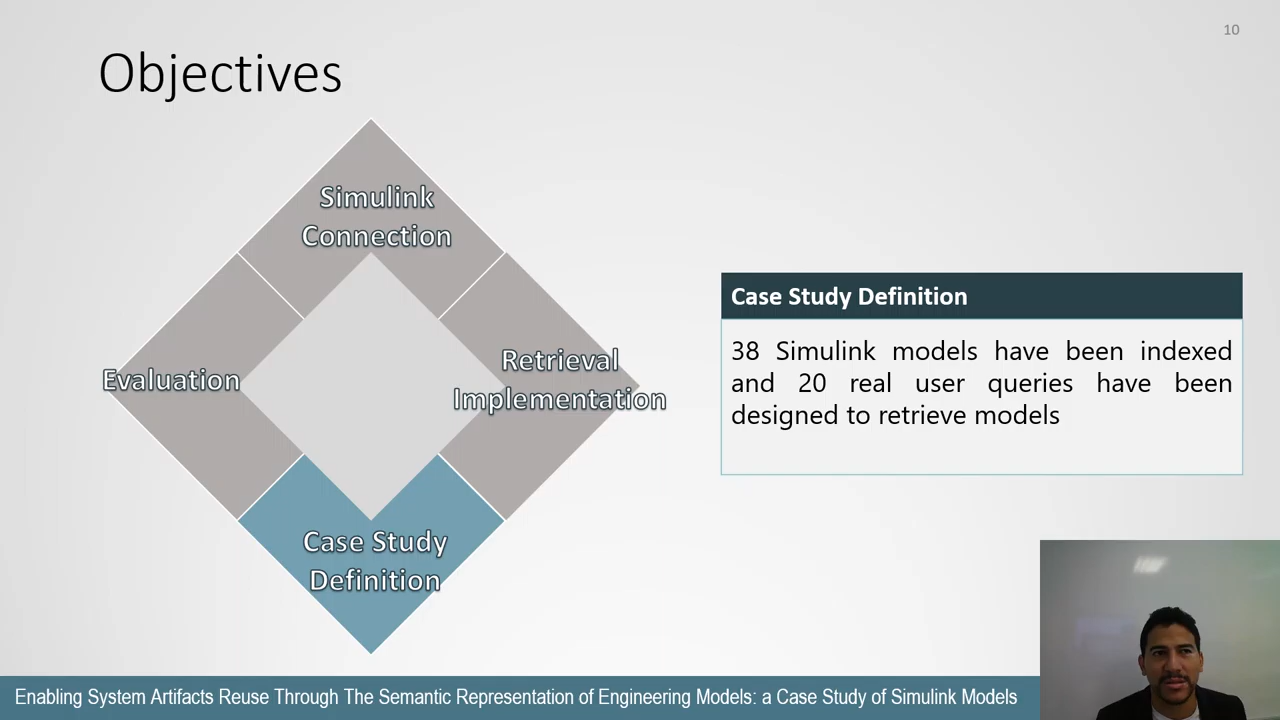 10
Objectives
Simulink
Connection
Evaluation
Retrieval
Implementation
Case Study
Definition
Case Study Definition
38 Simulink models have been indexed
and 20 real user queries have been
designed to retrieve models
Enabling System Artifacts Reuse Through The Semantic Representation of Engineering Models: a Case Study of Simulink Models